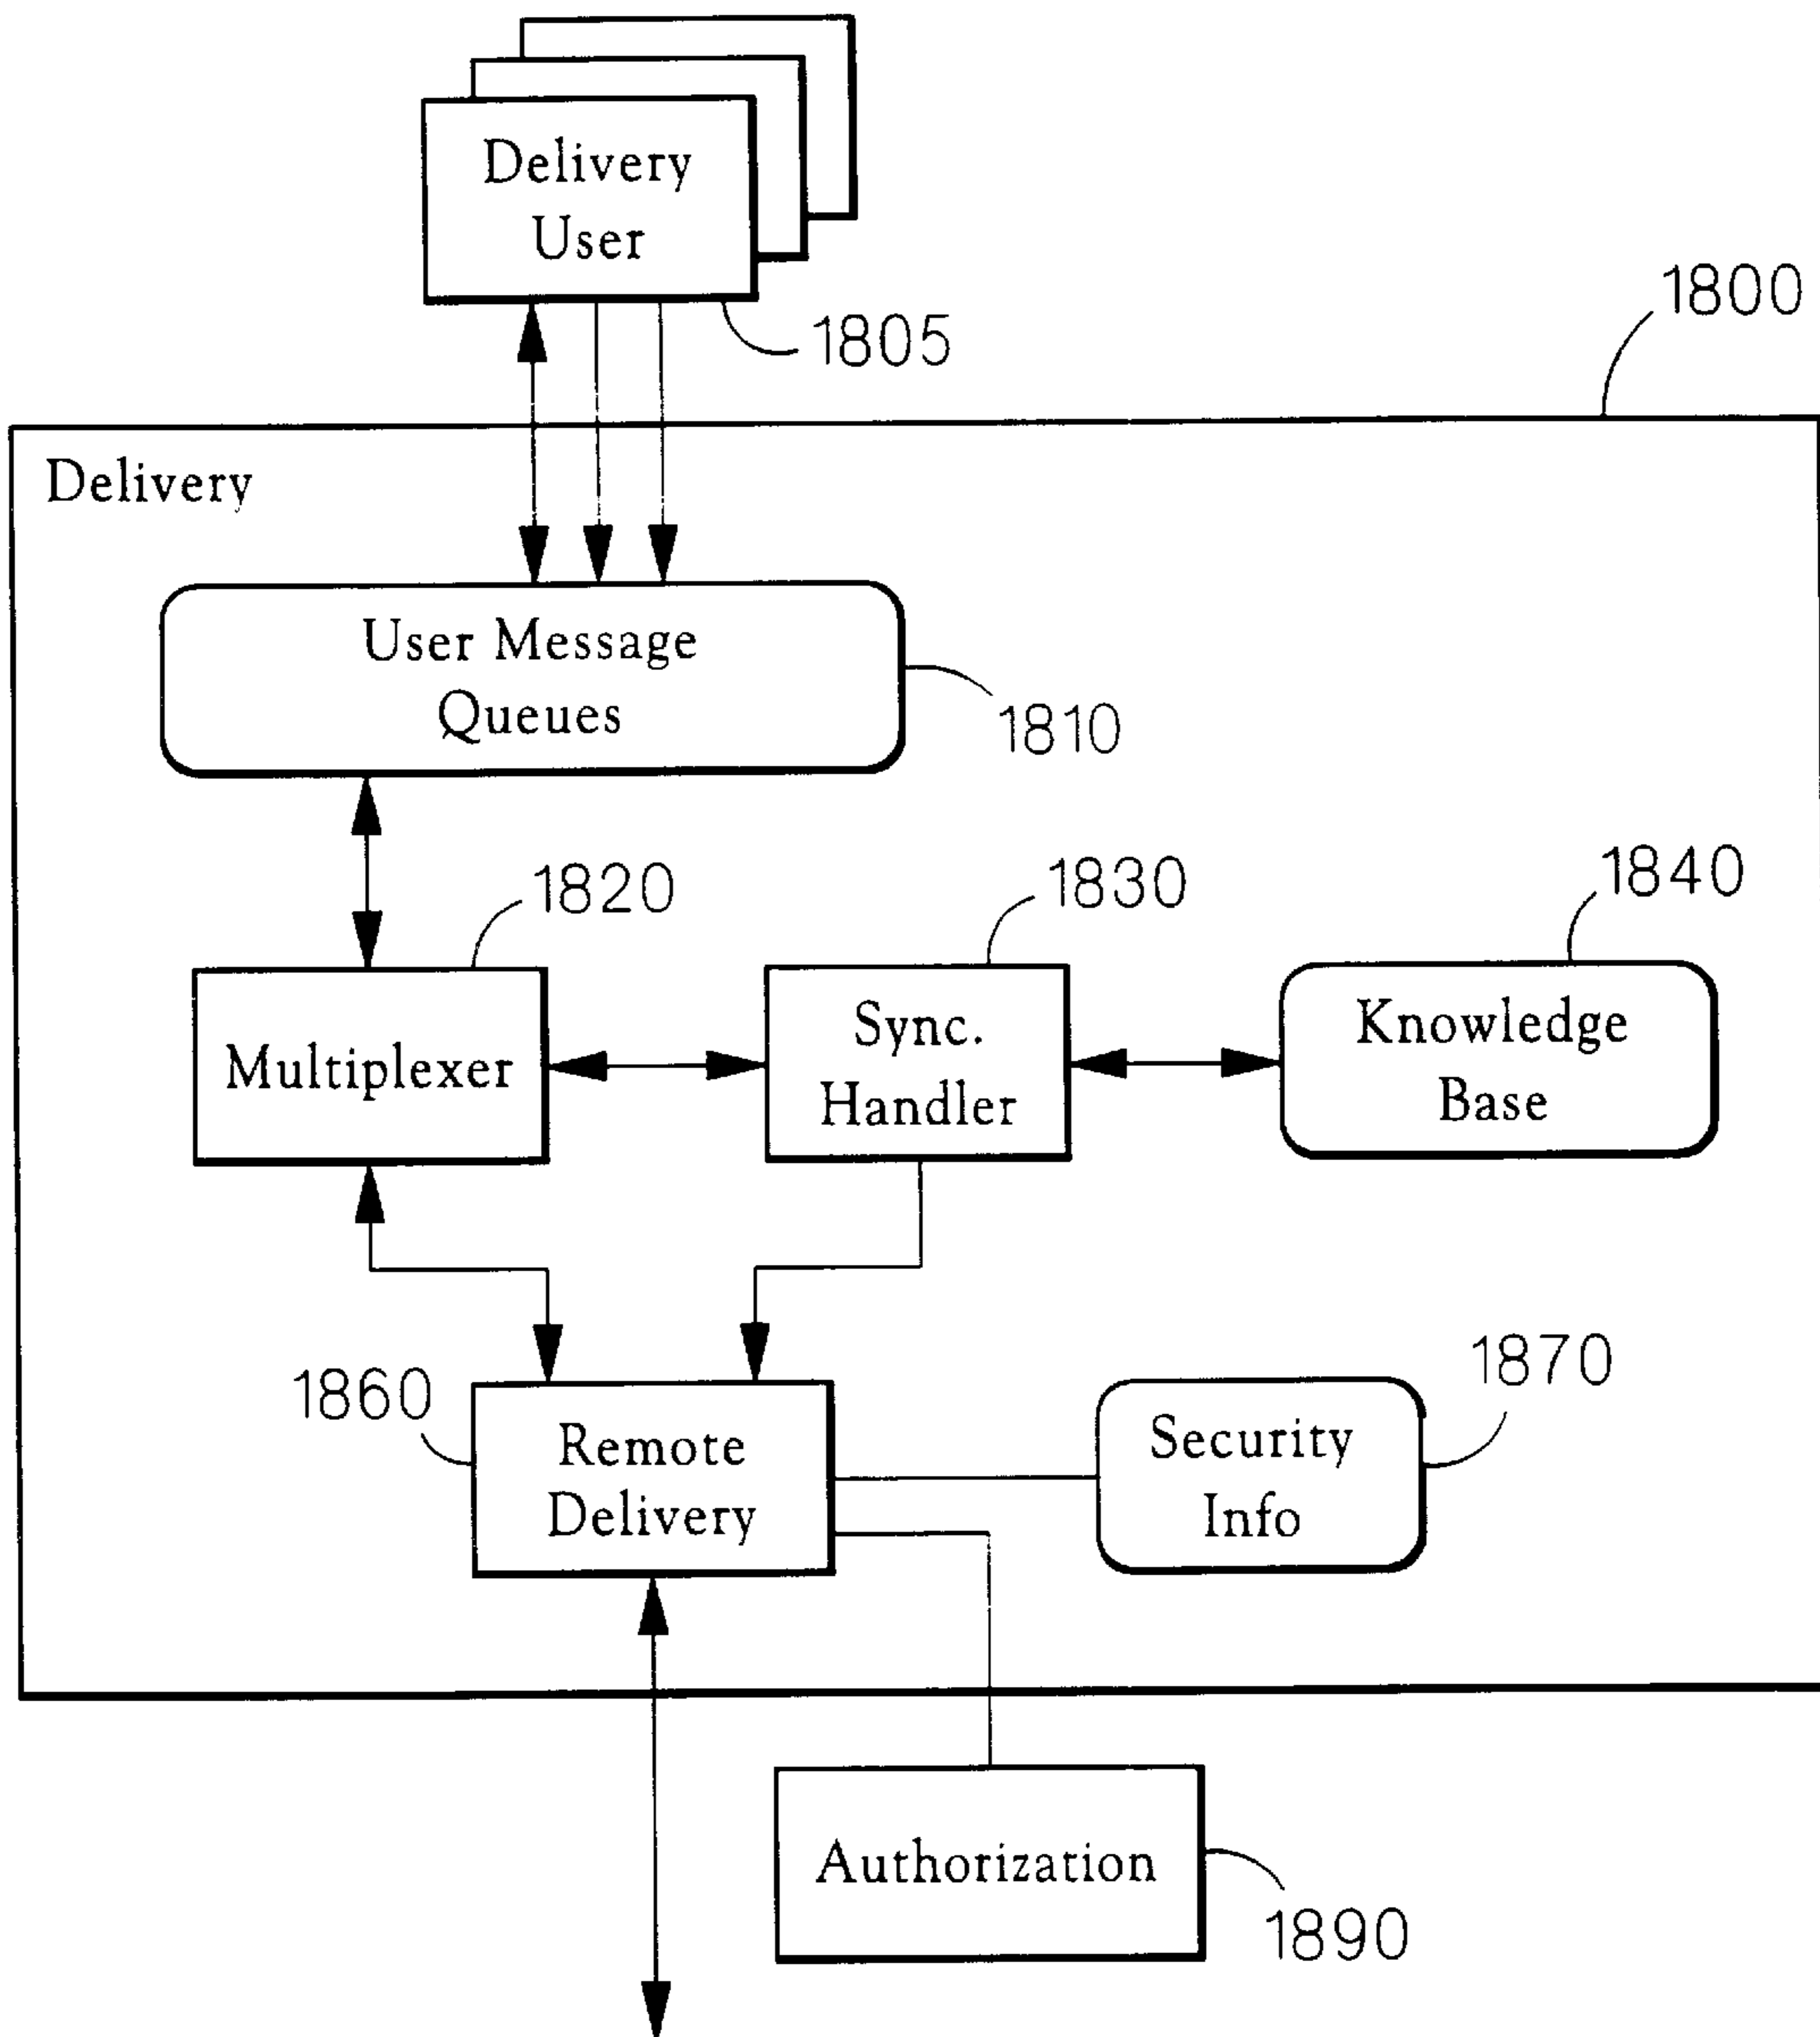 Delivery
User
1805
1800
Delivery
User Message
Queues
1810
1820
1830
1840
Multiplexer
Sync.
Handler
Knowledge
Base
1860
1870
Remote
Delivery
Security
Info
Authorization
1890